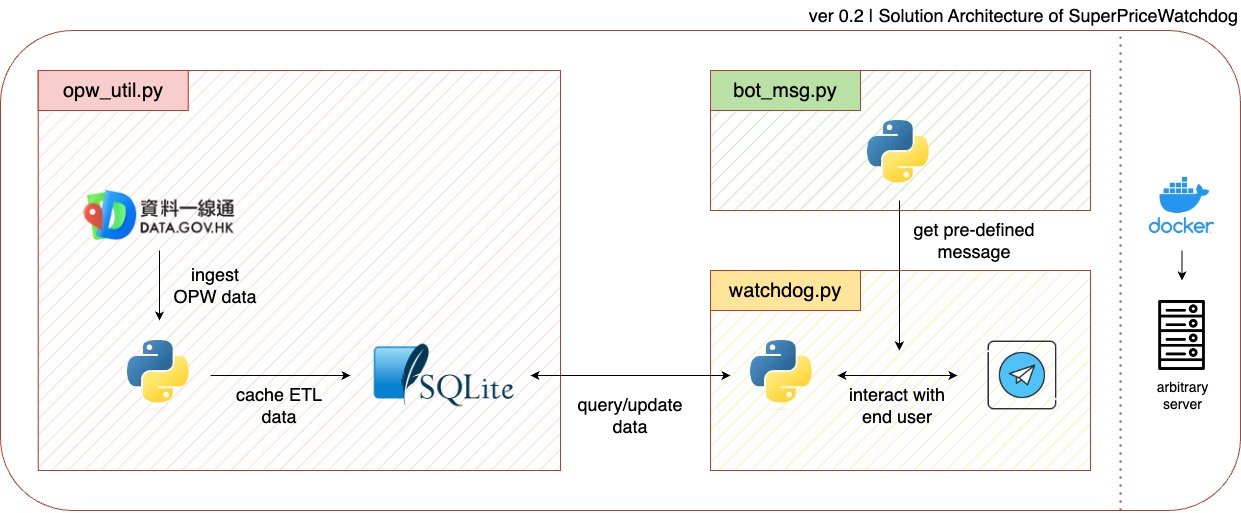 ver 0.2 | Solution Architecture of SuperPriceWatchdog
opw_util.py
資料一線通
DATA.GOV.HK
ingest
OPW data
cache ETL
data
SQLite
query/update
data
bot_msg.py
get pre-defined
message
watchdog.py
interact with
end user
docker
arbitrary
server